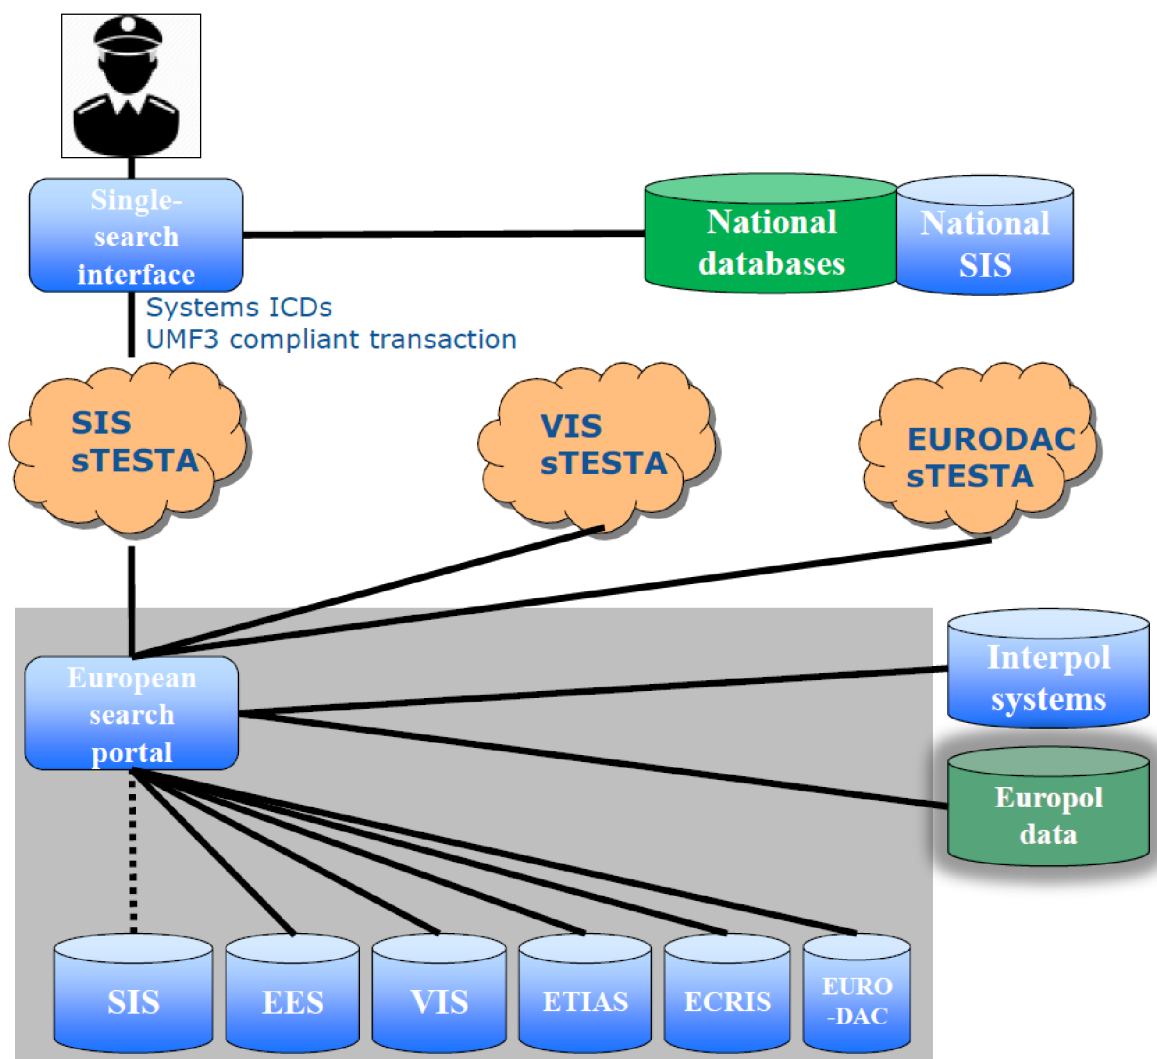 Single-
search
interface
National
databases
National
SIS
Systems ICDs
UMF3 compliant transaction
SIS
sTESTA
VIS
sTESTA
EURODAC
sTESTA
European
search
portal
Interpol
systems
Europol
data
SIS
EES
VIS
ETIAS
ECRIS
EURO
-DAC